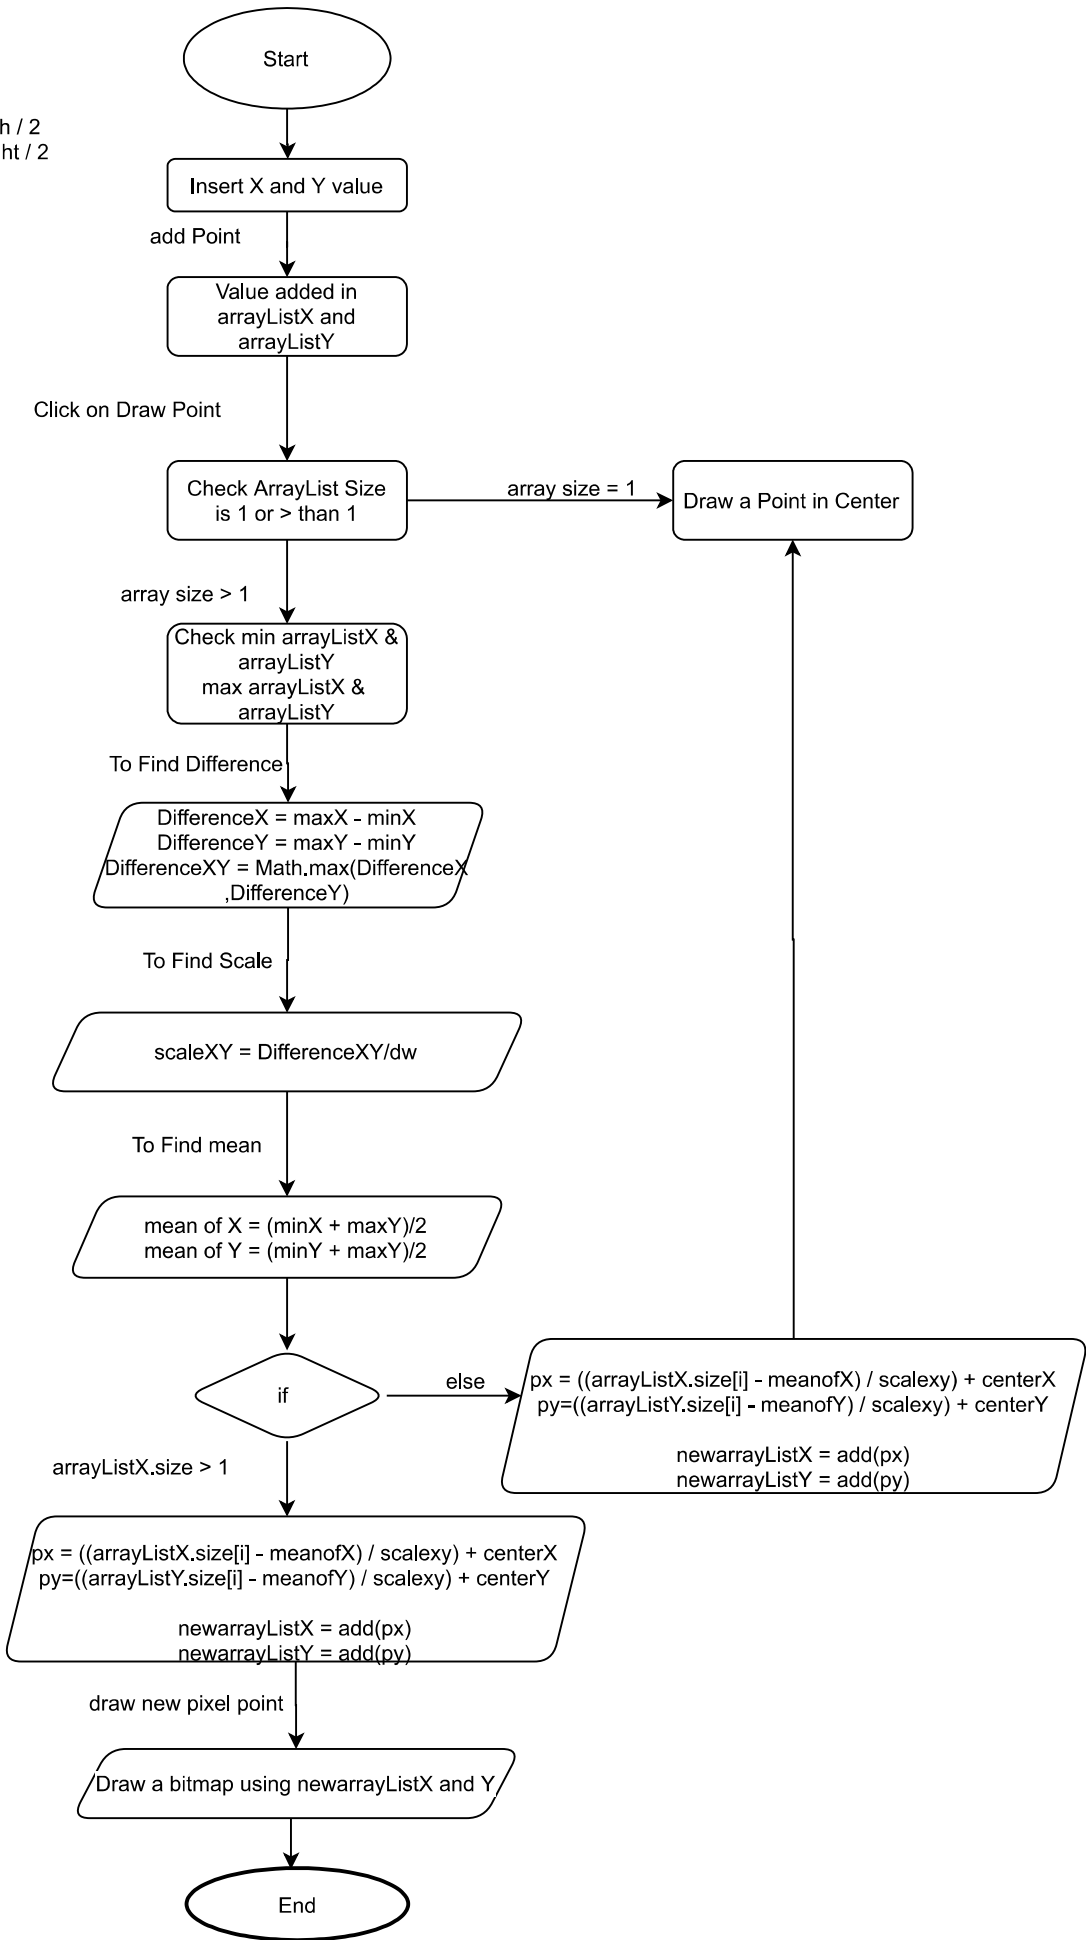 Start
h / 2
ht / 2
Insert X and Y value
add Point
Value added in
arrayListX and
arrayListY
Click on Draw Point
Check ArrayList Size
is 1 or > than 1
array size = 1
Draw a Point in Center
array size > 1
Check min arrayListX &
arrayListY
max arrayListX &
arrayListY
To Find Difference
DifferenceX = maxX - minX
DifferenceY = maxY - minY
DifferenceXY = Math.max(DifferenceX
,DifferenceY)
To Find Scale
scaleXY = DifferenceXY/dw
To Find mean
mean of X = (minX + maxY)/2
mean of Y = (minY + maxY)/2
if
else
px = ((arrayListX.size[i] - meanofX) / scalexy) + centerX
py=((arrayListY.size[i] - meanofY) / scalexy) + centerY
newarrayListX = add(px)
newarrayListY = add(py)
arrayListX.size > 1
px = ((arrayListX.size[i] - meanofX) / scalexy) + centerX
py=((arrayListY.size[i] - meanofY) / scalexy) + centerY
newarrayListX = add(px)
newarrayListY = add(py)
draw new pixel point
Draw a bitmap using newarrayListX and Y
End